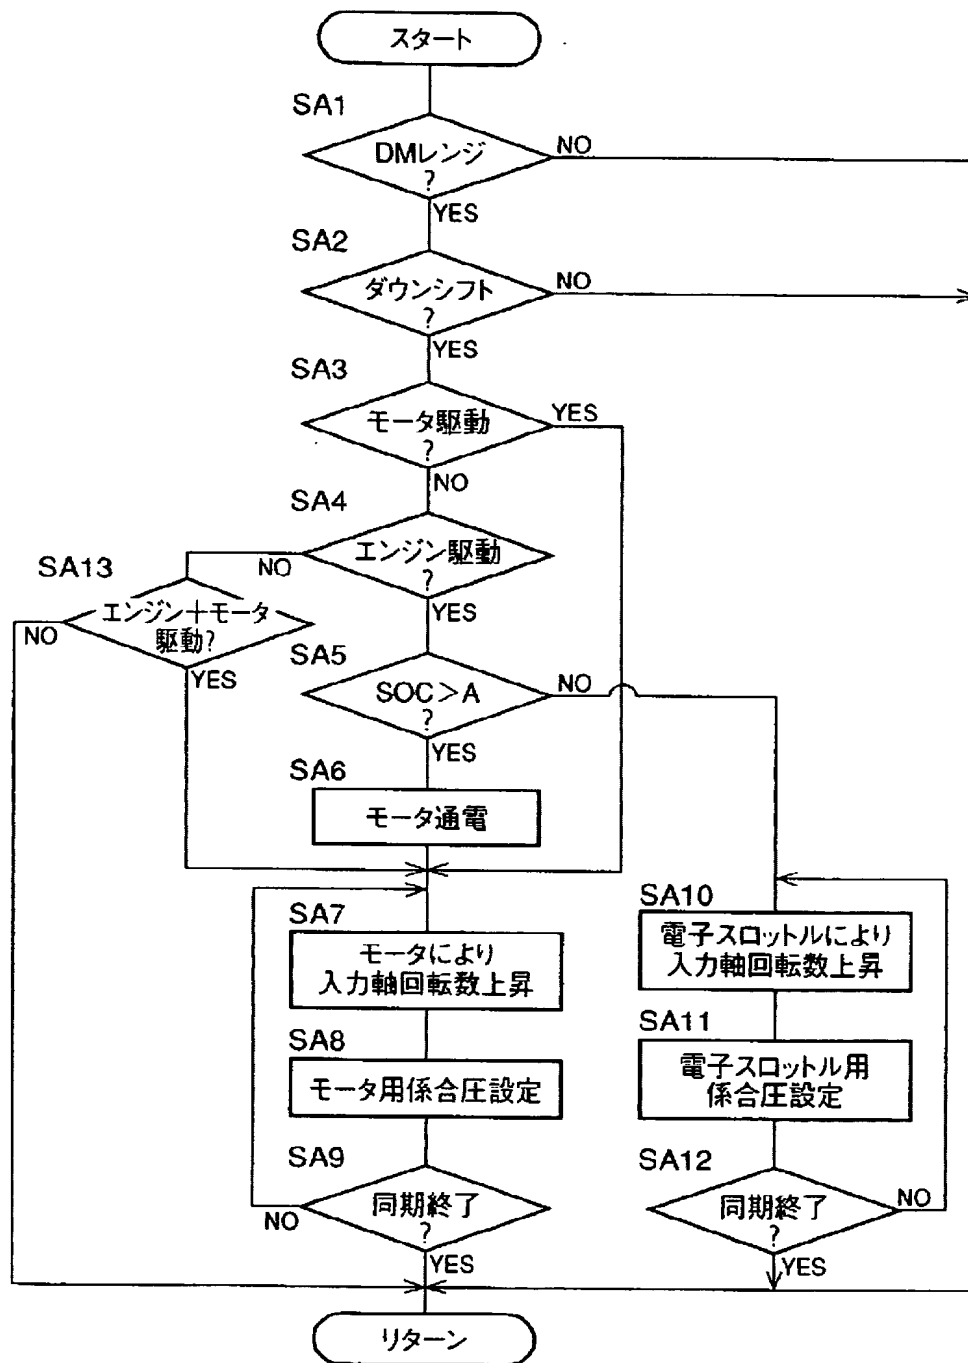 スタート
SA1
DMレンジ
?
NO
YES
SA2
ダウンシフト
?
NO
YES
SA3
モータ駆動
?
YES
NO
SA4
エンジン駆動
?
NO
YES
SA13
エンジン+モータ
駆動?
NO
YES
SA5
SOC>A
?
NO
YES
SA6
モータ通電
SA7
モータにより
入力軸回転数上昇
SA8
モータ用係合圧設定
SA9
同期終了
?
NO
YES
SA10
電子スロットルにより
入力軸回転数上昇
SA11
電子スロットル用
係合圧設定
SA12
同期終了
?
NO
YES
リターン